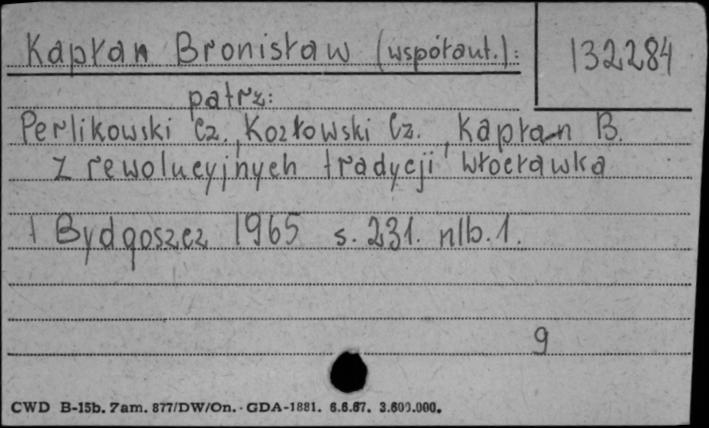 Kapłan Bronisław (współaut.):
132284
patrz:
Perlikowski Cz., Kozłowski Cz., Kapłan B.
Z rewolucyjnych tradycji Włocławka
Bydgoszcz 1965 s. 231. nlb. 1.
9
CWD B-15b. Zam. 877/DW/On. - GDA-1881. 6.6.67. 3.600.000.